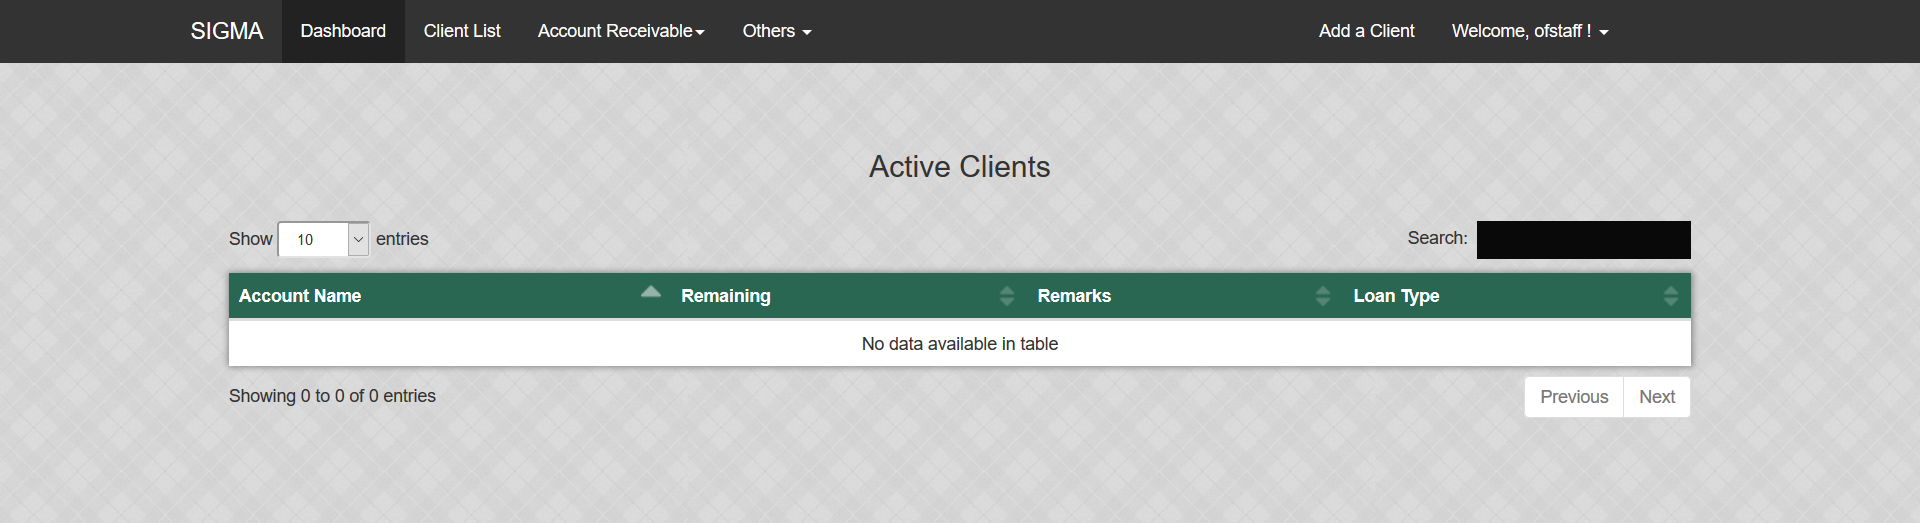 SIGMA Dashboard Client List Account Receivable Others Add a Client Welcome, ofstaff !
Active Clients
Show 10 entries Search:
Account Name Remaining Remarks Loan Type
No data available in table
Showing 0 to 0 of 0 entries Previous Next